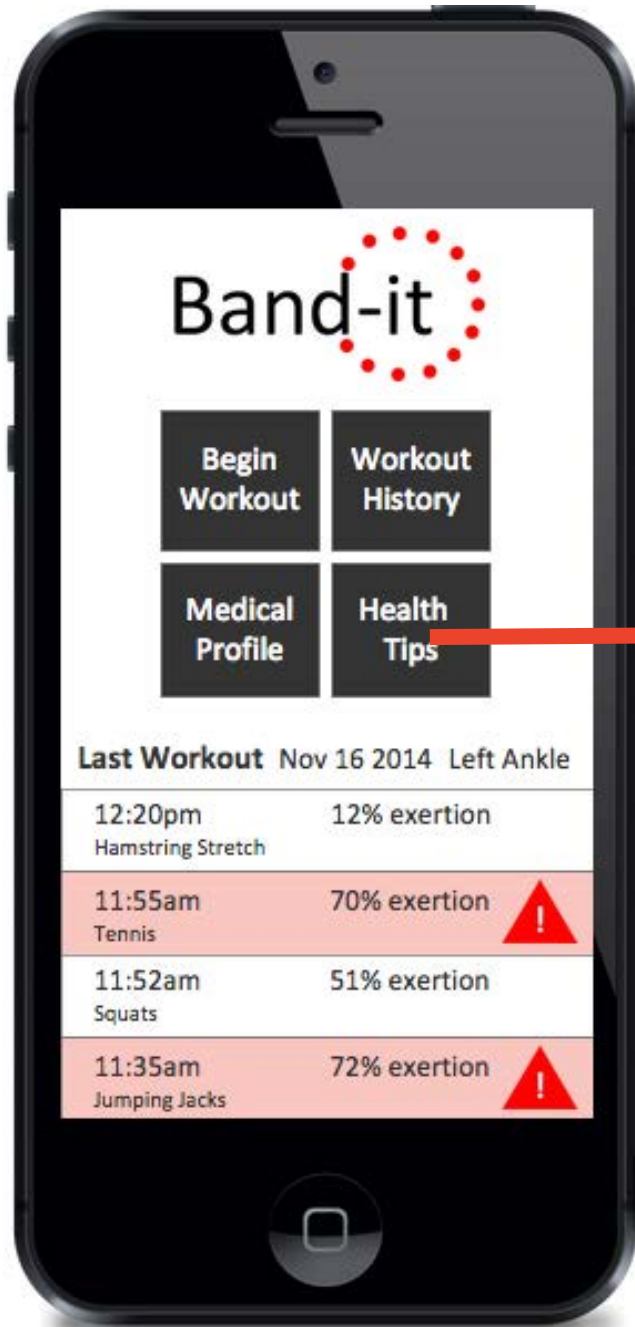 Band-it
Begin
Workout
Workout
History
Medical
Profile
Health
Tips
Last Workout Nov 16 2014 Left Ankle
12:20pm 12% exertion
Hamstring Stretch
11:55am 70% exertion !
Tennis
11:52am 51% exertion
Squats
11:35am 72% exertion !
Jumping Jacks